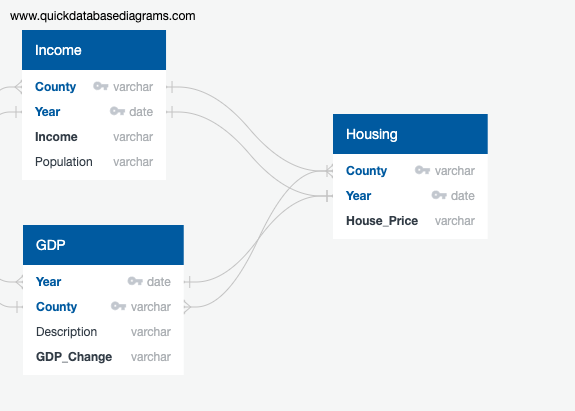 www.quickdatabasediagrams.com
Income
County varchar
Year date
Income varchar
Population varchar
Housing
County varchar
Year date
House_Price varchar
GDP
Year date
County varchar
Description varchar
GDP_Change varchar